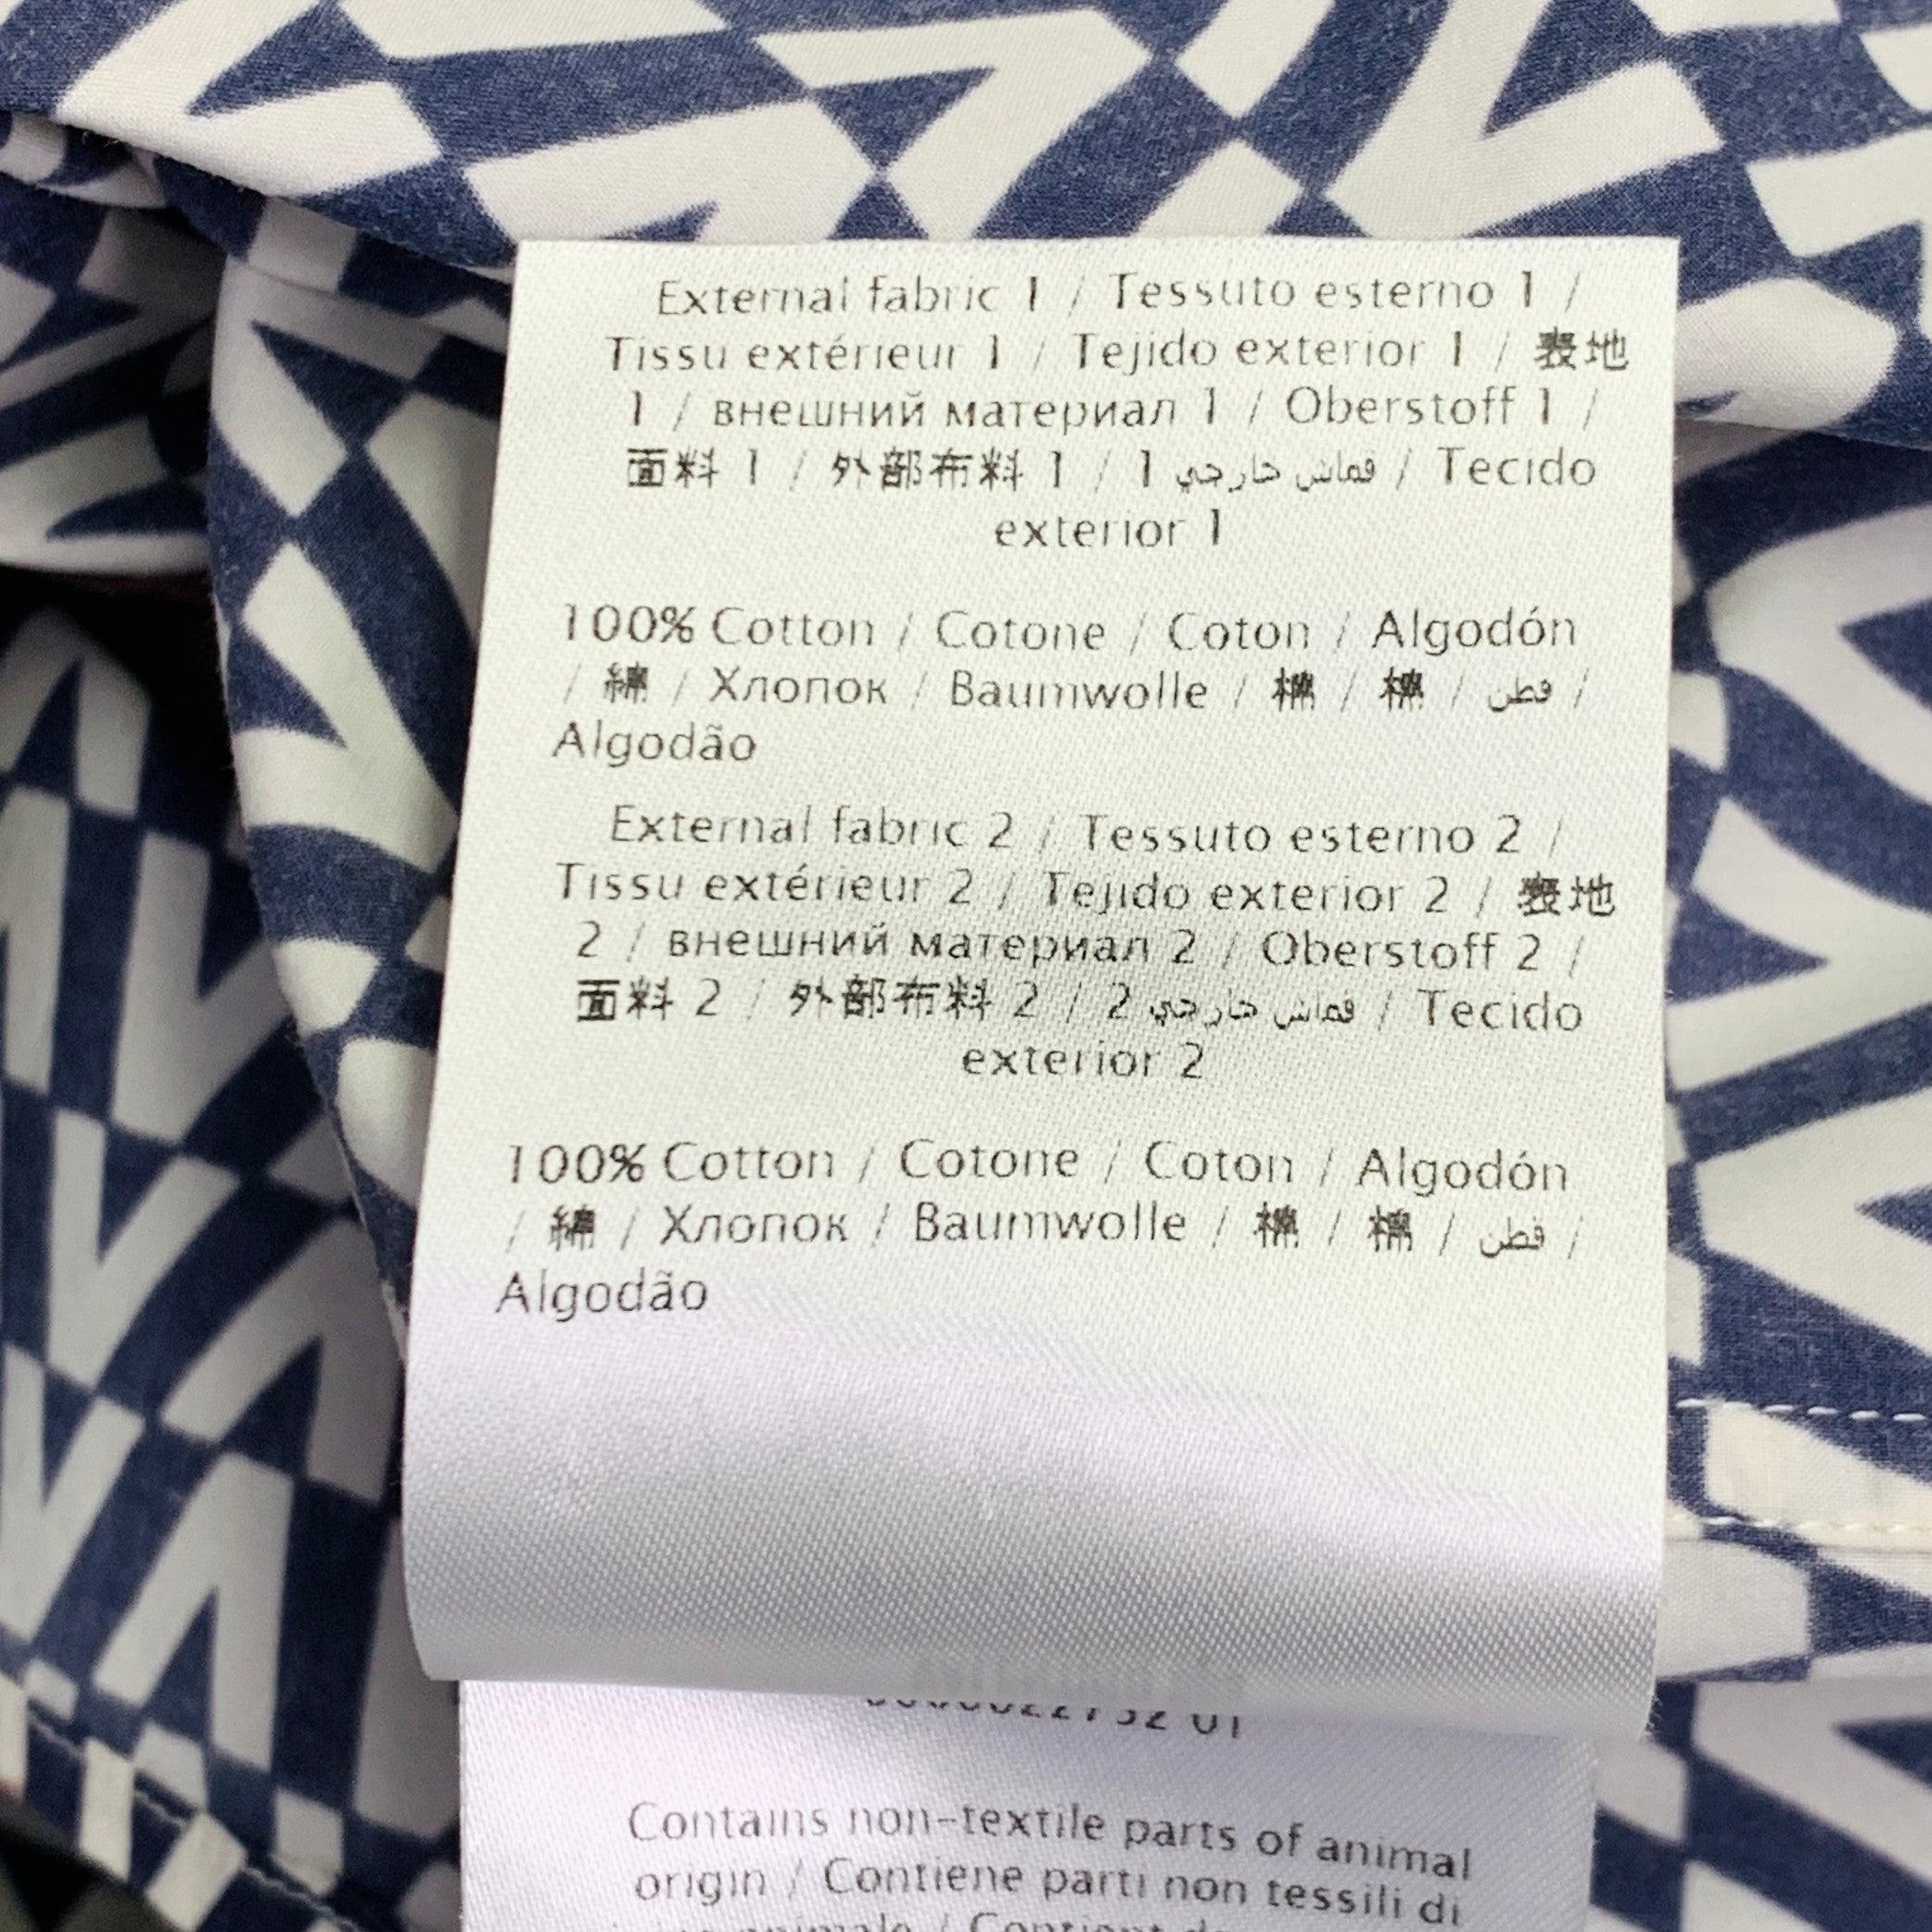 External fabric 1 / Tessuto esterno 1 /
Tissu extérieur 1 / Tejido exterior 1 / 表地
1 / внешний материал 1 / Oberstoff 1 /
面料 1 / 外部布料 1 / 1 قماش خارجي / Tecido
exterior 1
100% Cotton / Cotone / Coton / Algodón
/ 綿 / Хлопок / Baumwolle / 棉 / 棉 / قطن /
Algodão
External fabric 2 / Tessuto esterno 2 /
Tissu extérieur 2 / Tejido exterior 2 / 表地
2 / внешний материал 2 / Oberstoff 2 /
面料 2 / 外部布料 2 / 2 قماش خارجي / Tecido
exterior 2
100% Cotton / Cotone / Coton / Algodón
/ 綿 / Хлопок / Baumwolle / 棉 / 棉 / قطن /
Algodão
01
Contains non-textile parts of animal
origin / Contiene parti non tessili di
animale / Contient